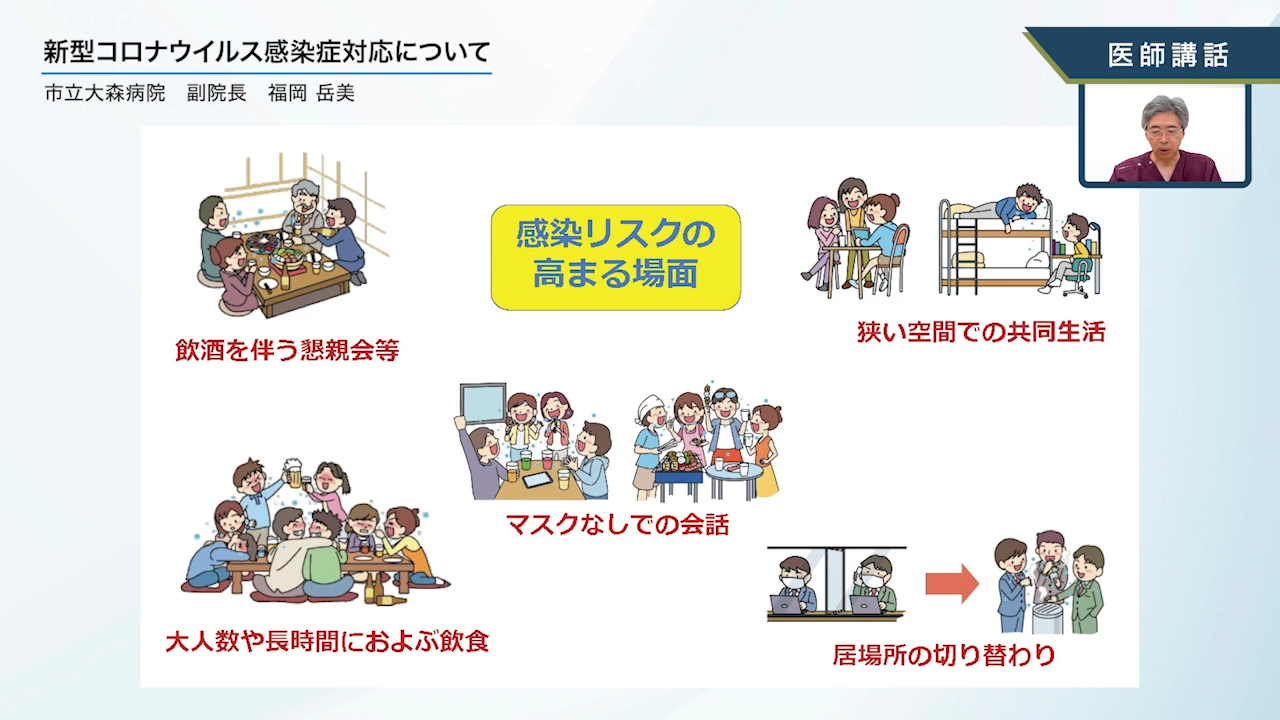 新型コロナウイルス感染症対応について
市立大森病院　副院長　福岡 岳美
医師講話
感染リスクの
高まる場面
飲酒を伴う懇親会等
狭い空間での共同生活
マスクなしでの会話
大人数や長時間におよぶ飲食
居場所の切り替わり